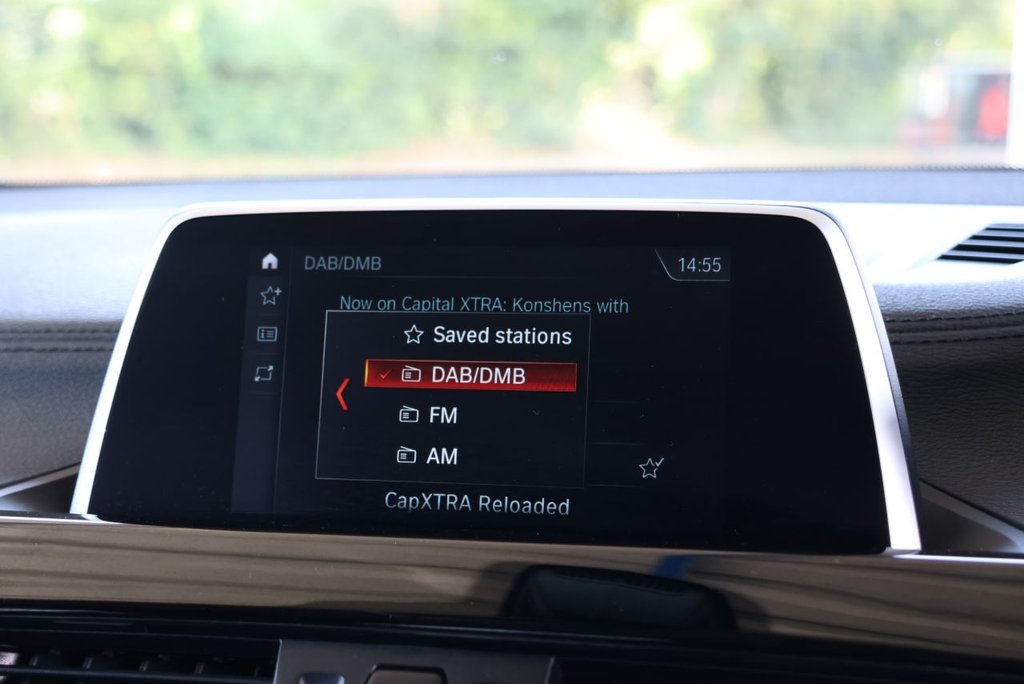 DAB/DMB
14:55
Now on Capital XTRA: Konshens with
Saved stations
DAB/DMB
FM
AM
CapXTRA Reloaded